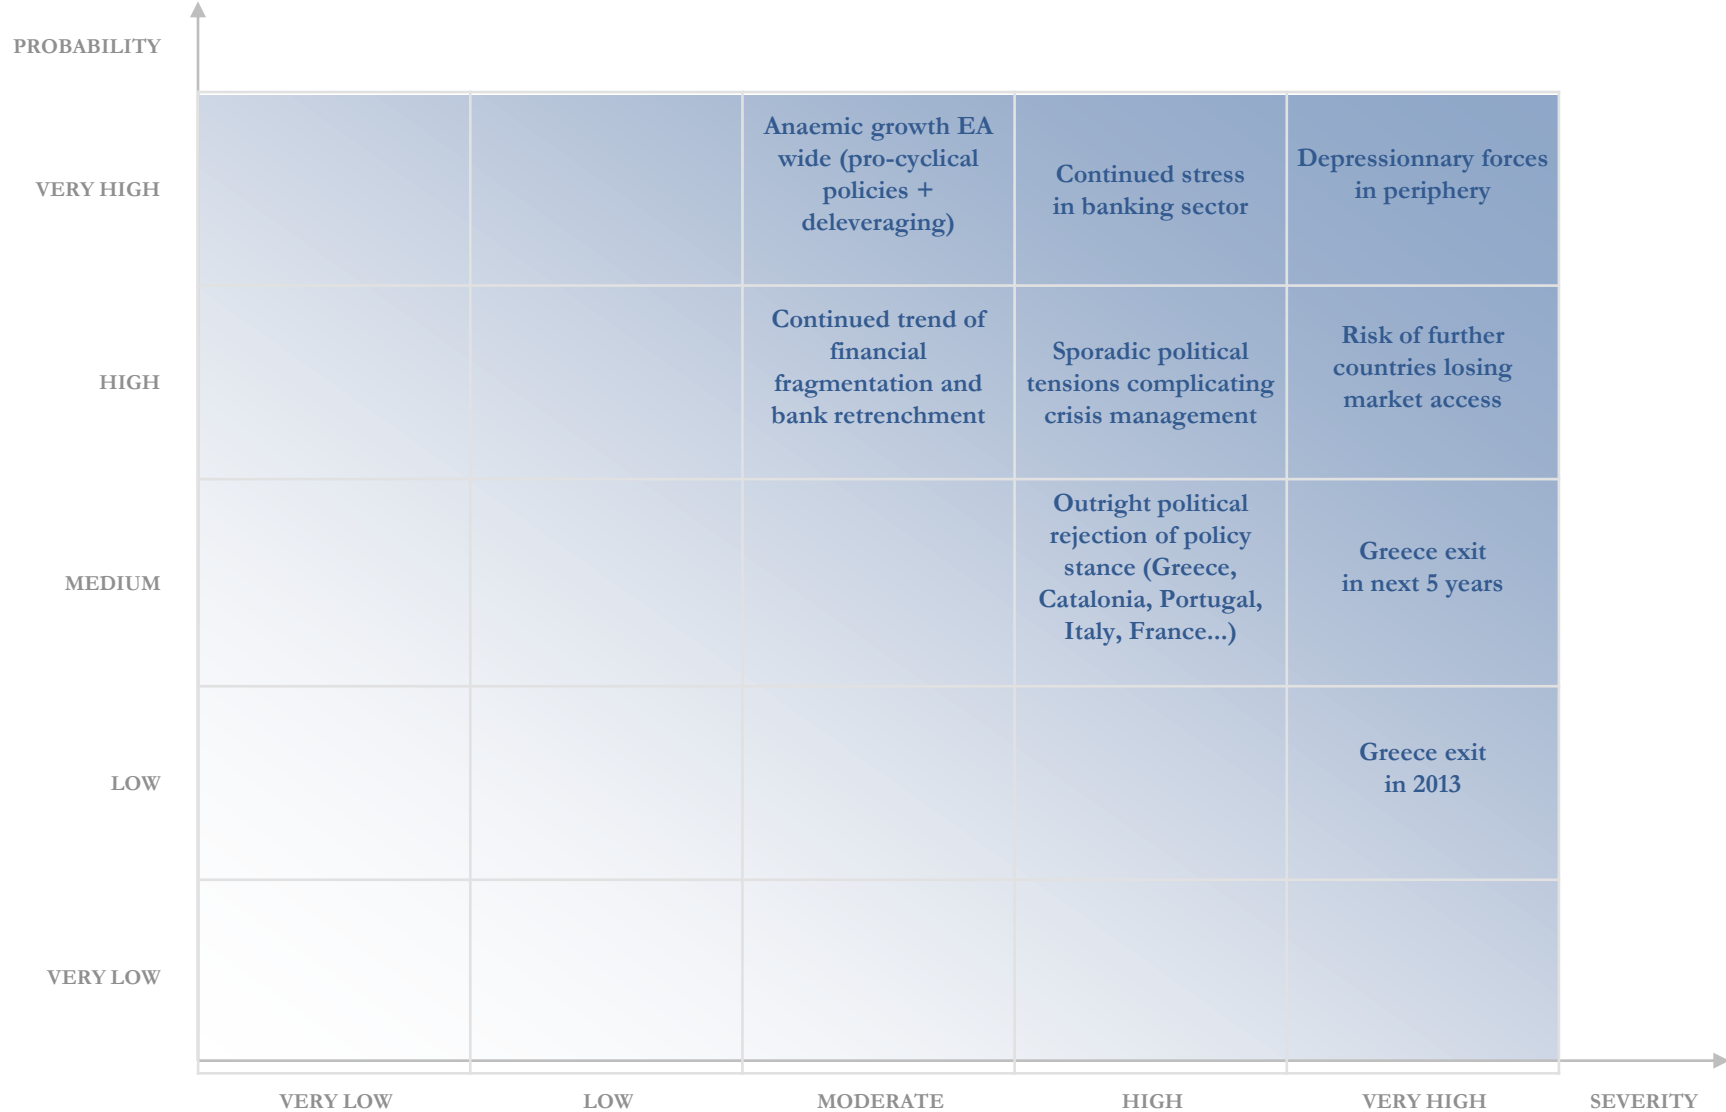 PROBABILITY
VERY HIGH
Anaemic growth EA
wide (pro-cyclical
policies +
deleveraging)
Continued stress
in banking sector
Depressionnary forces
in periphery
HIGH
Continued trend of
financial
fragmentation and
bank retrenchment
Sporadic political
tensions complicating
crisis management
Risk of further
countries losing
market access
MEDIUM
Outright political
rejection of policy
stance (Greece,
Catalonia, Portugal,
Italy, France...)
Greece exit
in next 5 years
LOW
Greece exit
in 2013
VERY LOW
VERY LOW
LOW
MODERATE
HIGH
VERY HIGH
SEVERITY